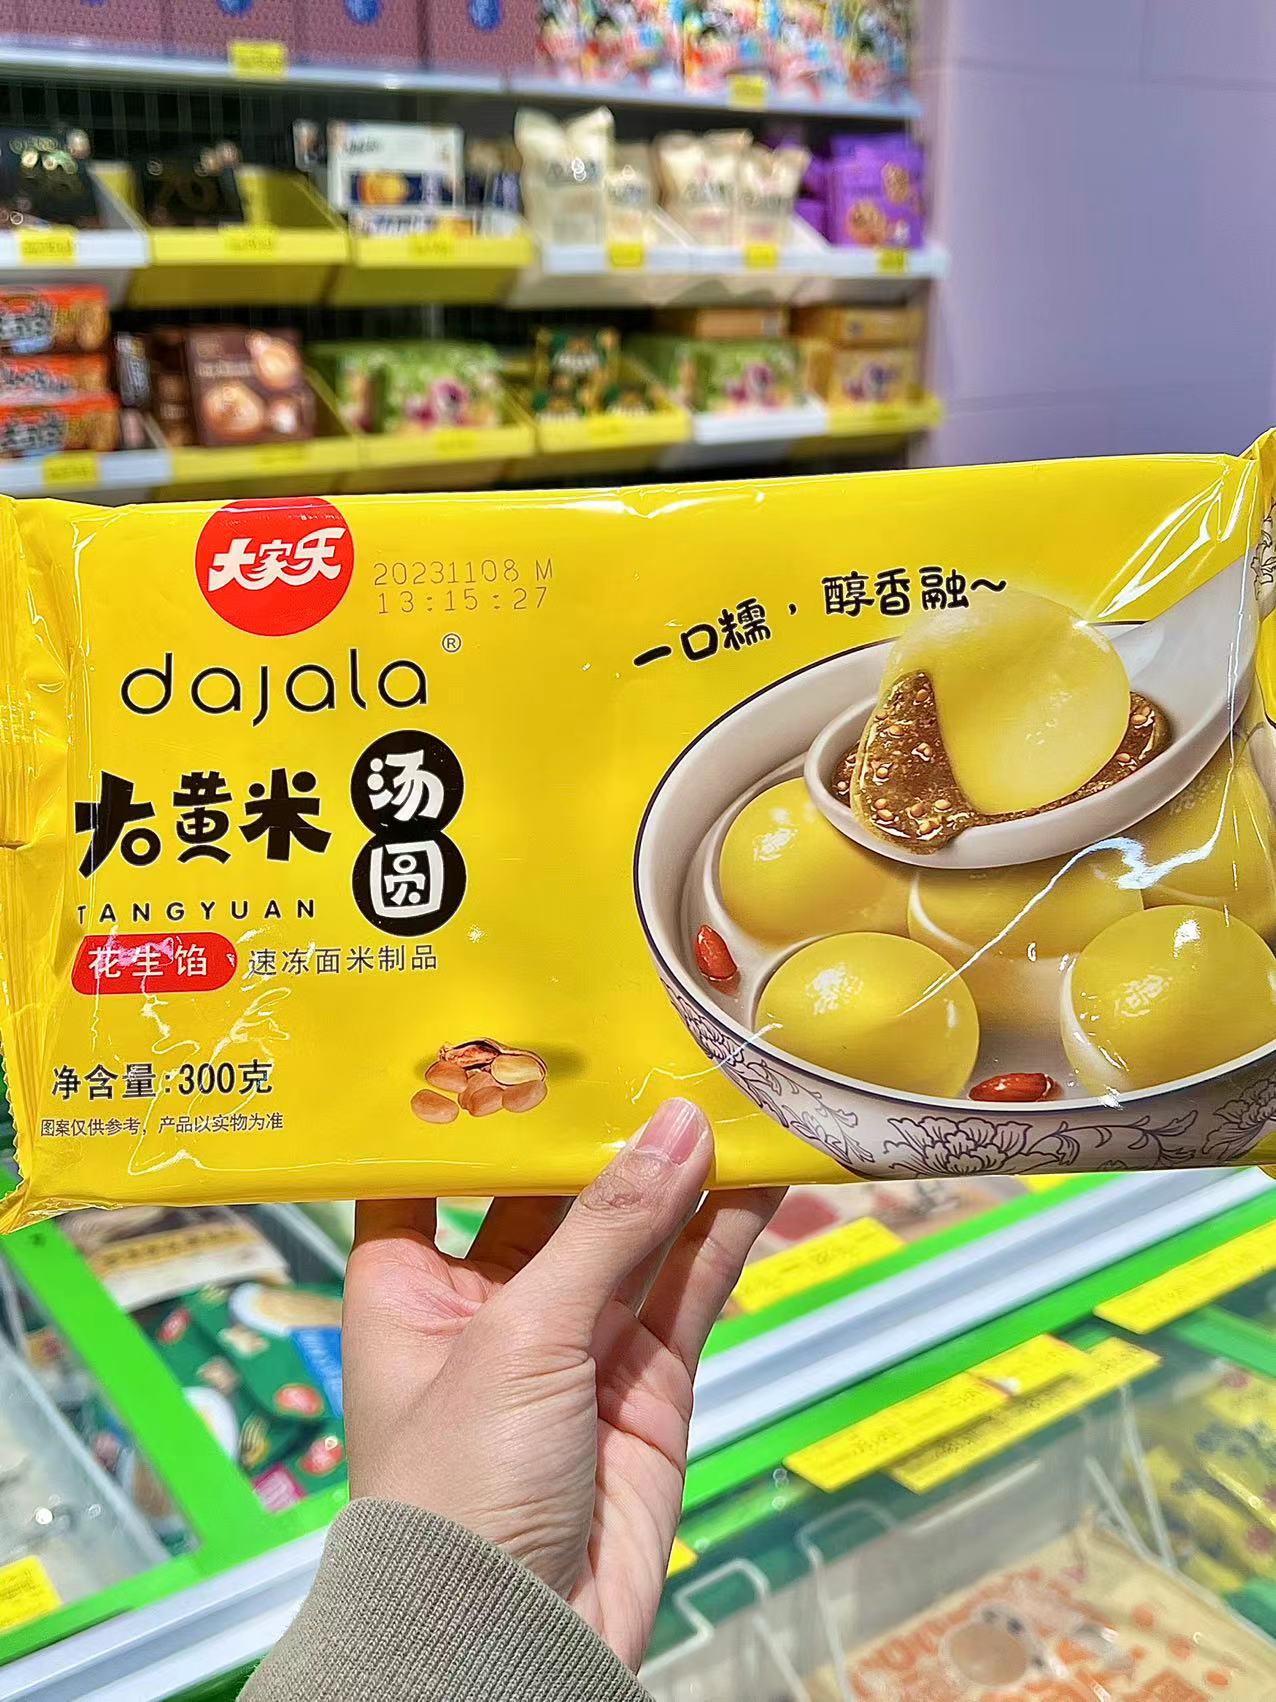 大家乐
20231108 M
13:15:27
dajala®
大黄米
汤圆
TANGYUAN
花生馅
速冻面米制品
净含量:300克
图案仅供参考，产品以实物为准
一口糯，醇香融~